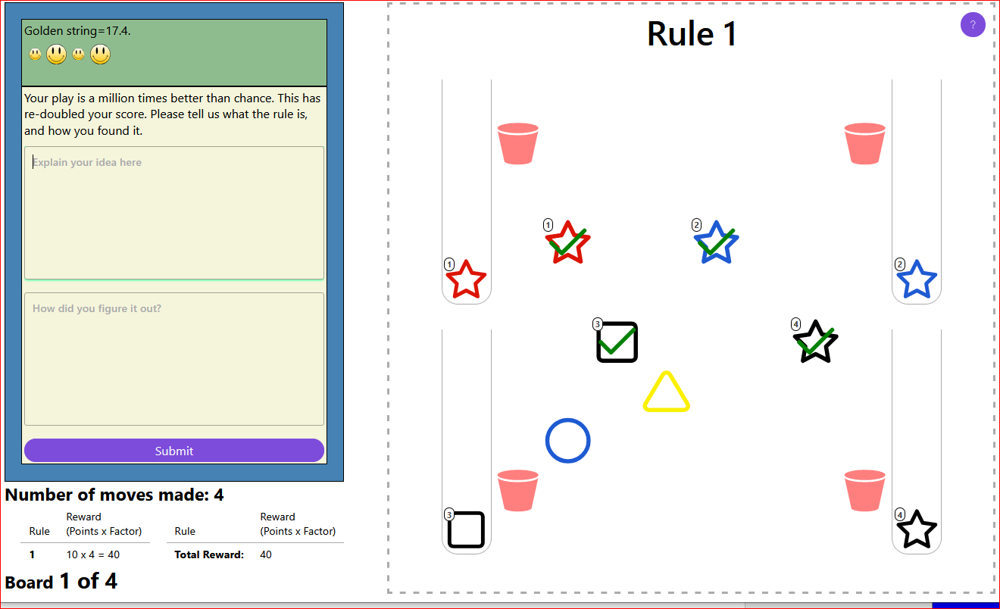 Golden string=17.4.
Your play is a million times better than chance. This has
re-doubled your score. Please tell us what the rule is,
and how you found it.
Explain your idea here
How did you figure it out?
Submit
Number of moves made: 4
Rule
Reward
(Points x Factor)
Rule
Reward
(Points x Factor)
1
10 x 4 = 40
Total Reward:
40
Board 1 of 4
Rule 1
?
1
2
1
2
3
4
3
4